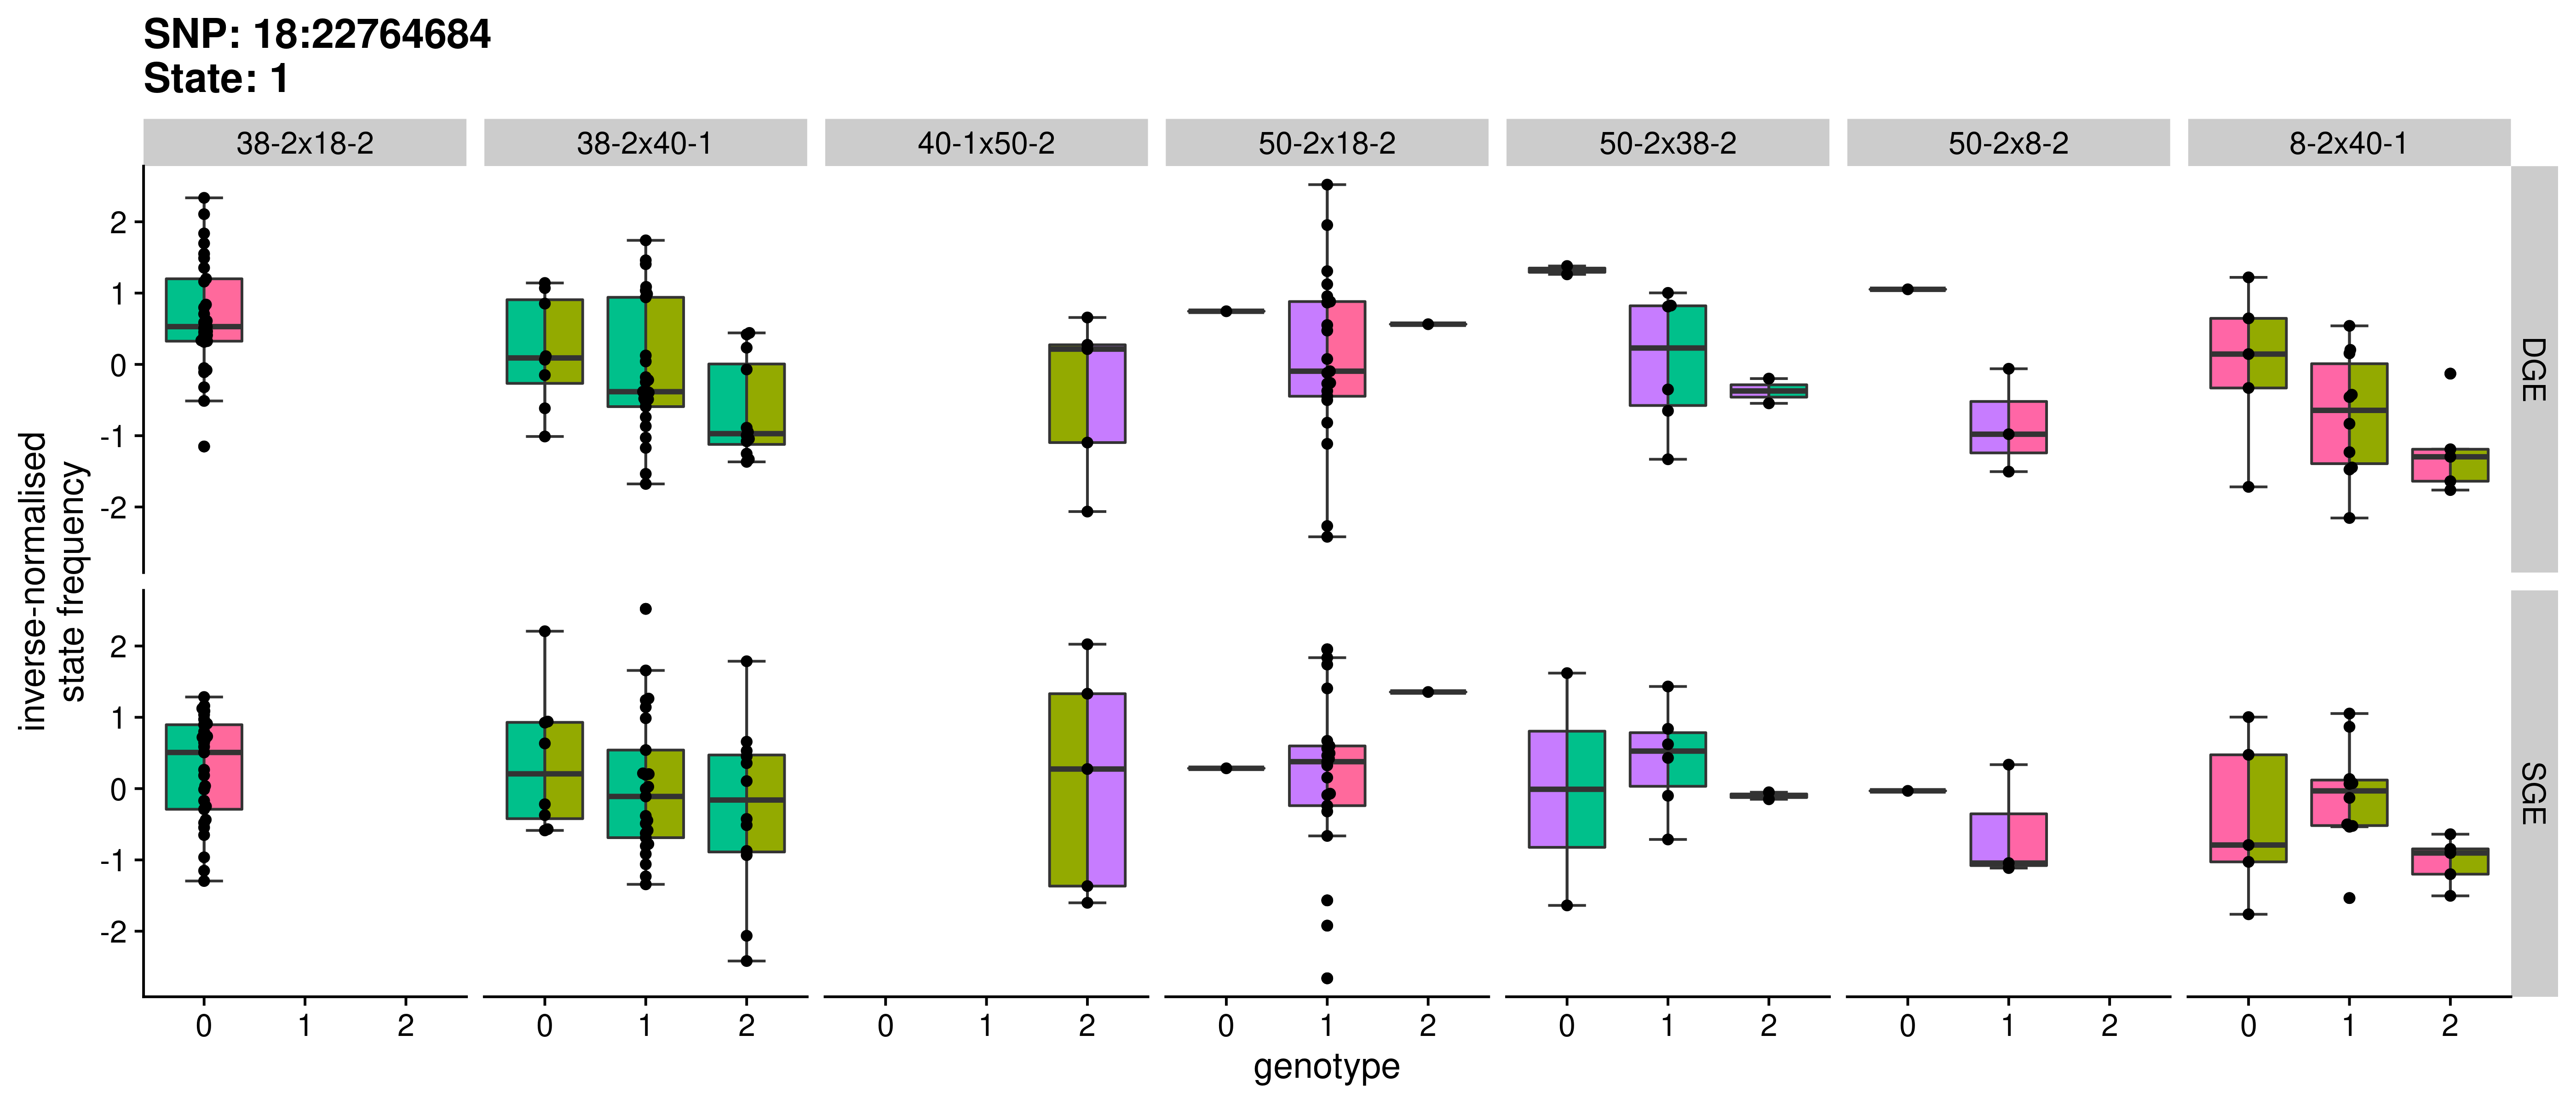 SNP: 18:22764684
State: 1
38-2x18-2 38-2x40-1 40-1x50-2 50-2x18-2 50-2x38-2 50-2x8-2 8-2x40-1
2
1
0
-1
-2
DGE
inverse-normalised
state frequency
2
1
0
-1
-2
SGE
0 1 2 0 1 2 0 1 2 0 1 2 0 1 2 0 1 2 0 1 2
genotype